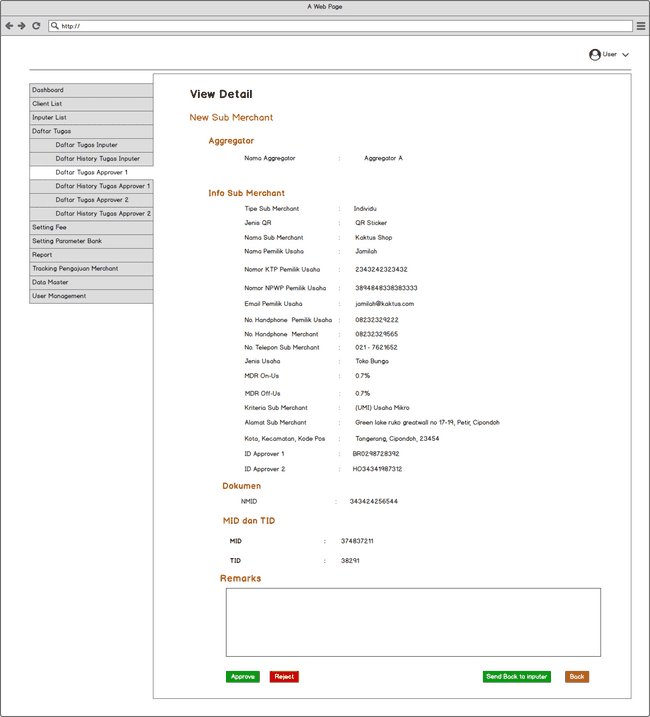 A Web Page
http://
User
Dashboard
Client List
Inputer List
Daftar Tugas
Daftar Tugas Inputer
Daftar History Tugas Inputer
Daftar Tugas Approver 1
Daftar History Tugas Approver 1
Daftar Tugas Approver 2
Daftar History Tugas Approver 2
Setting Fee
Setting Parameter Bank
Report
Tracking Pengajuan Merchant
Data Master
User Management
View Detail
New Sub Merchant
Aggregator
Nama Aggregator : Aggregator A
Info Sub Merchant
Tipe Sub Merchant : Individu
Jenis QR : QR Sticker
Nama Sub Merchant : Kaktus Shop
Nama Pemilik Usaha : Jamilah
Nomor KTP Pemilik Usaha : 2343242323432
Nomor NPWP Pemilik Usaha : 3894848338383333
Email Pemilik Usaha : jamilah@kaktus.com
No. Handphone Pemilik Usaha : 08232329222
No. Handphone Merchant : 08232329565
No. Telepon Sub Merchant : 021 - 7621652
Jenis Usaha : Toko Bunga
MDR On-Us : 0.7%
MDR Off-Us : 0.7%
Kriteria Sub Merchant : (UMI) Usaha Mikro
Alamat Sub Merchant : Green lake ruko greatwall no 17-19, Petir, Cipondoh
Kota, Kecamatan, Kode Pos : Tangerang, Cipondoh, 23454
ID Approver 1 : BR0298728392
ID Approver 2 : HO34341987312
Dokumen
NMID : 343424256544
MID dan TID
MID : 374837211
TID : 38291
Remarks
Approve Reject Send Back to inputer Back